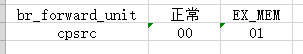 br_forward_unit 正常 EX_MEM
cpsrc 00 01